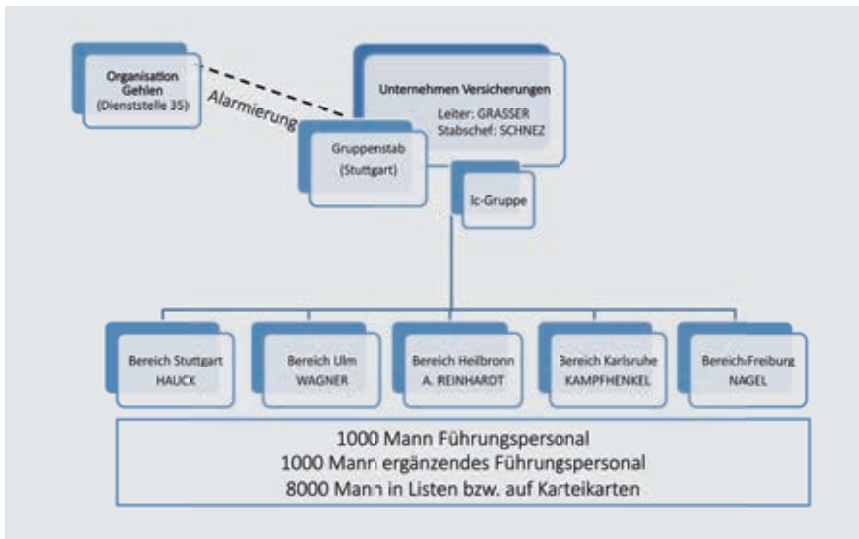 Organisation
Gehlen
(Dienststelle 35)
Alarmierung
Unternehmen Versicherungen
Leiter: GRASSER
Stabschef: SCHNEZ
Gruppenstab
(Stuttgart)
Ic-Gruppe
Bereich Stuttgart
HAUCK
Bereich Ulm
WAGNER
Bereich Heilbronn
A. REINHARDT
Bereich Karlsruhe
KAMPFHENKEL
Bereich Freiburg
NAGEL
1000 Mann Führungspersonal
1000 Mann ergänzendes Führungspersonal
8000 Mann in Listen bzw. auf Karteikarten